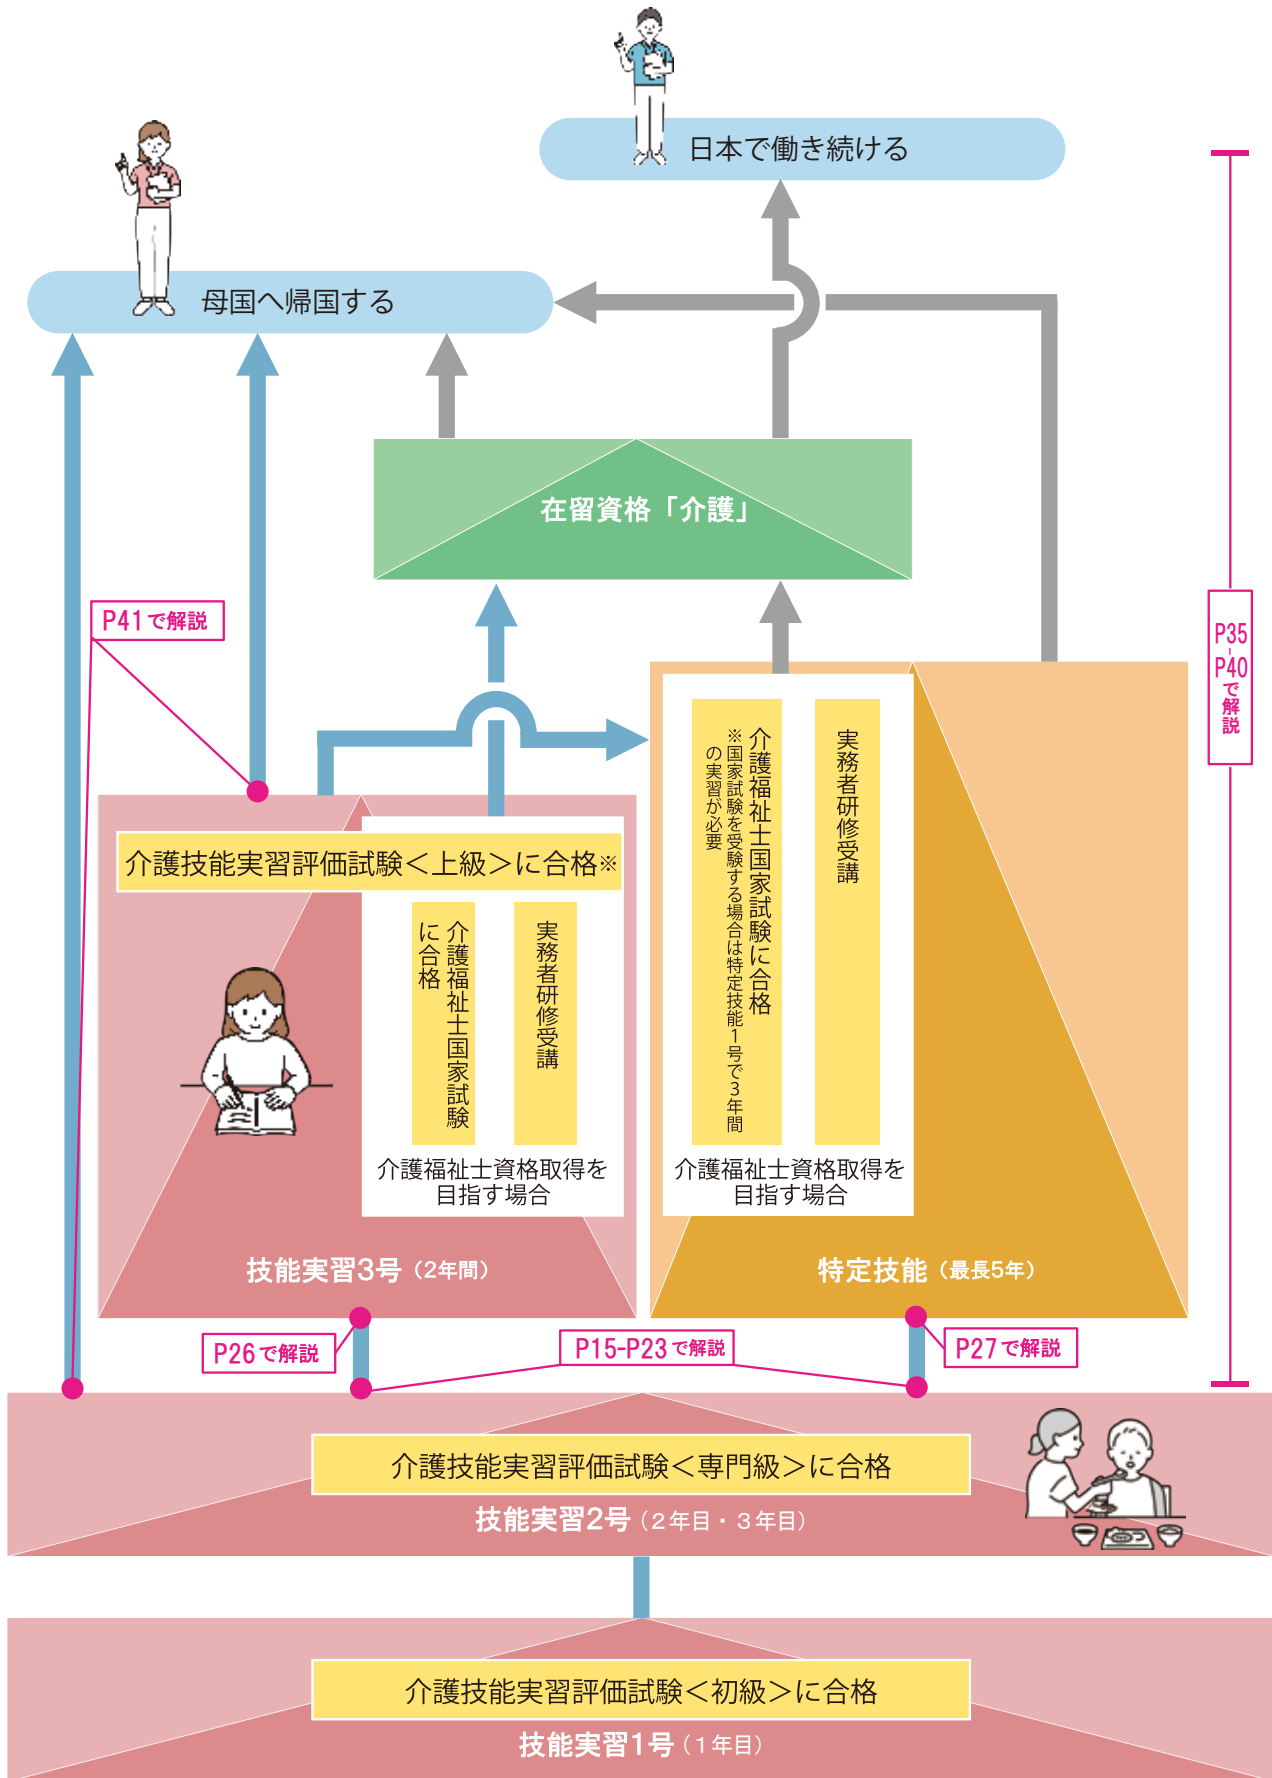 日本で働き続ける
母国へ帰国する
在留資格「介護」
P41で解説
P35
-
P40で解説
介護技能実習評価試験＜上級＞に合格※
介護福祉士国家試験
に合格
実務者研修受講
介護福祉士資格取得を
目指す場合
技能実習3号（2年間）
介護福祉士国家試験に合格
※国家試験を受験する場合は特定技能1号で3年間
の実習が必要
実務者研修受講
介護福祉士資格取得を
目指す場合
特定技能（最長5年）
P26で解説
P15-P23で解説
P27で解説
介護技能実習評価試験＜専門級＞に合格
技能実習2号（2年目・3年目）
介護技能実習評価試験＜初級＞に合格
技能実習1号（1年目）